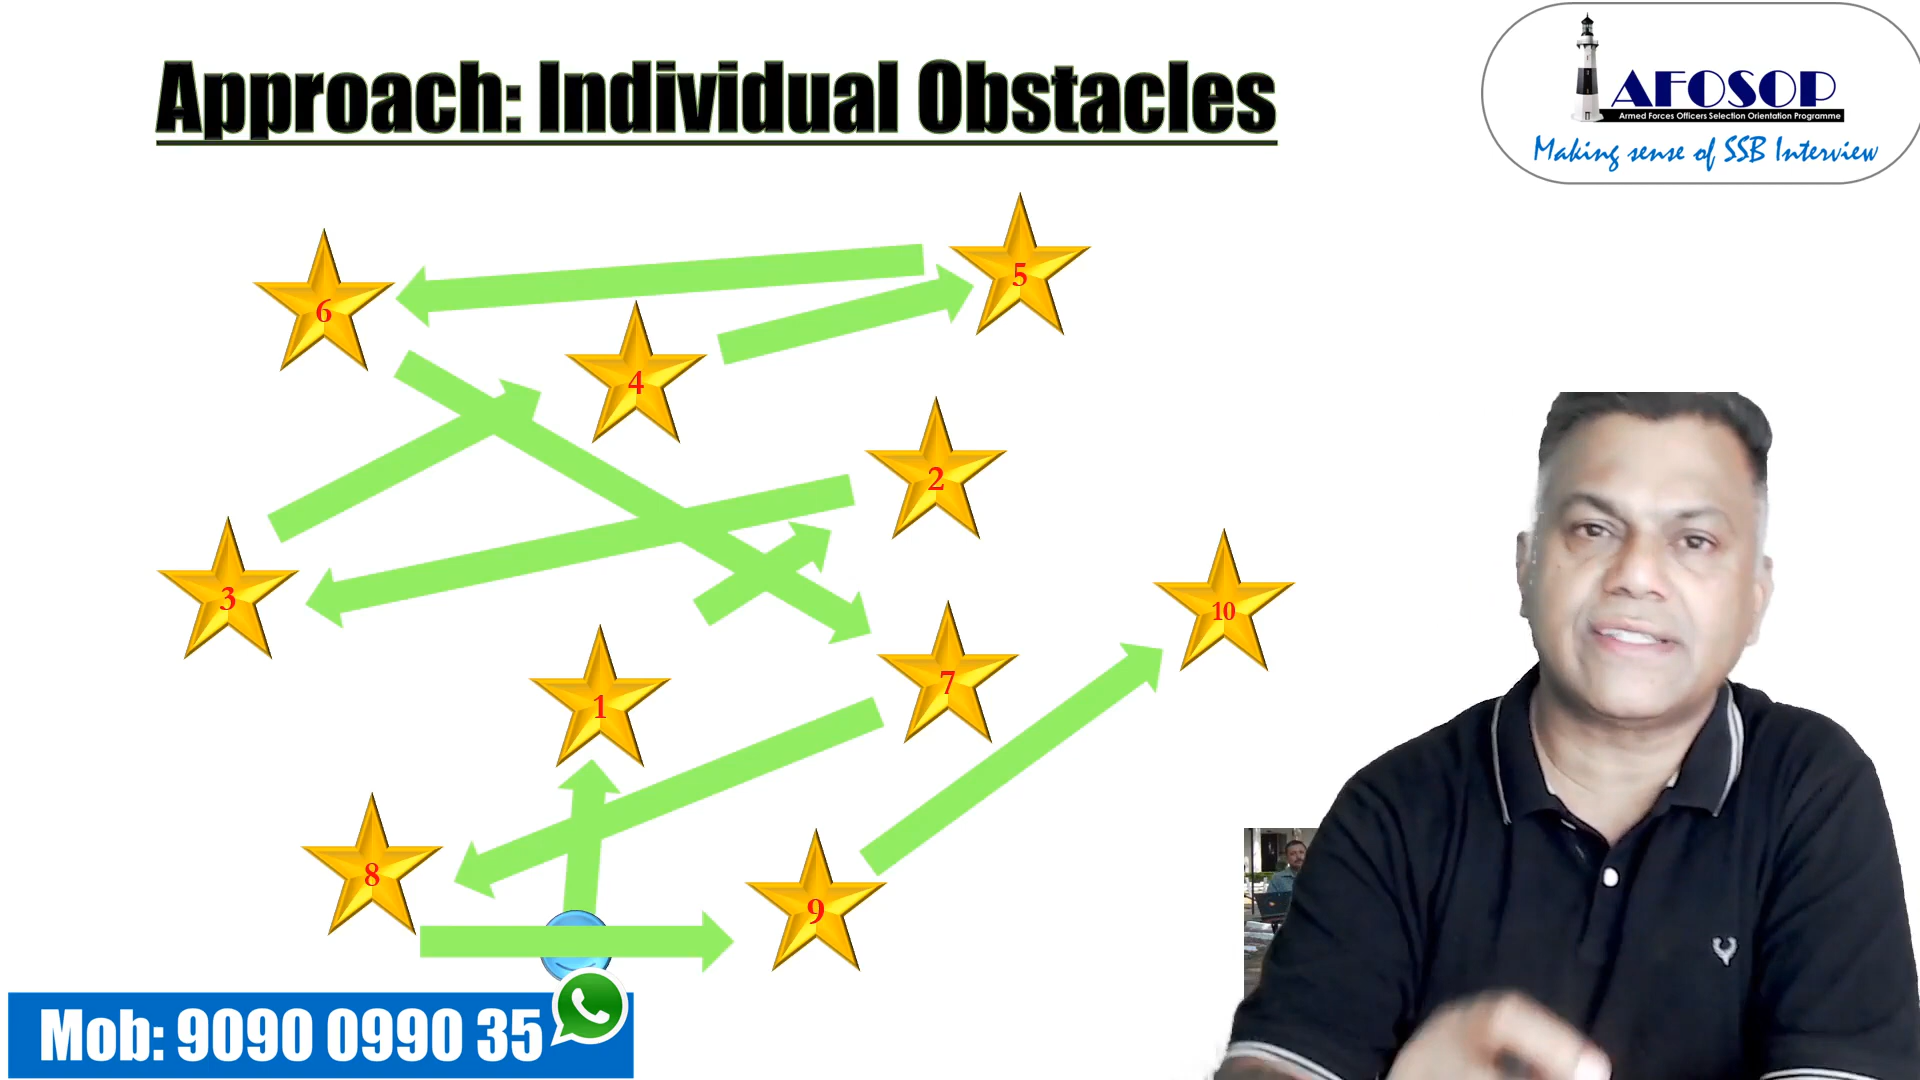 Approach: Individual Obstacles
AFOSOP
Armed Forces Officers Selection Orientation Programme
Making sense of SSB Interview
5
6
4
2
3
10
7
1
8
9
Mob: 9090 0990 35